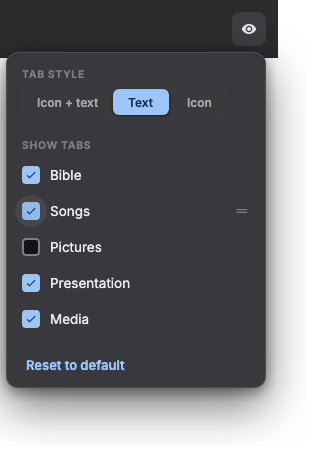 TAB STYLE
Icon + text Text Icon
SHOW TABS
Bible
Songs
Pictures
Presentation
Media
Reset to default